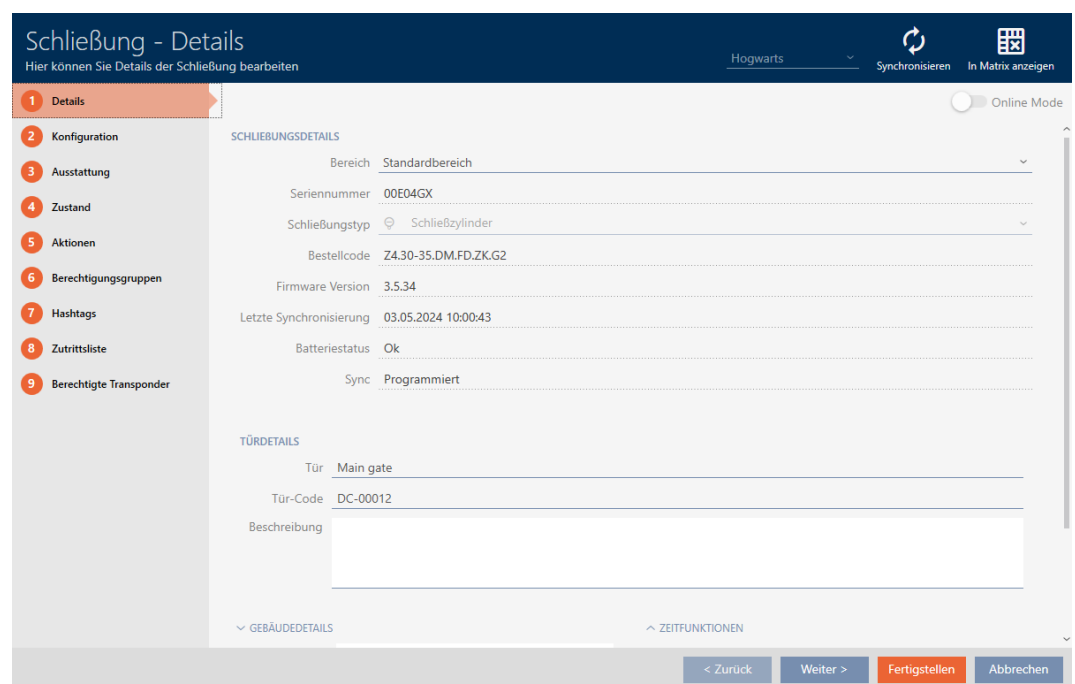 Schließung - Details
Hier können Sie Details der Schließung bearbeiten
Hogwarts
Synchronisieren
In Matrix anzeigen
1 Details
2 Konfiguration
3 Ausstattung
4 Zustand
5 Aktionen
6 Berechtigungsgruppen
7 Hashtags
8 Zutrittsliste
9 Berechtigte Transponder
Online Mode
SCHLIEßUNGSDETAILS
Bereich Standardbereich
Seriennummer 00E04GX
Schließungstyp Schließzylinder
Bestellcode Z4.30-35.DM.FD.ZK.G2
Firmware Version 3.5.34
Letzte Synchronisierung 03.05.2024 10:00:43
Batteriestatus Ok
Sync Programmiert
TÜRDETAILS
Tür Main gate
Tür-Code DC-00012
Beschreibung
GEBÄUDEDETAILS
ZEITFUNKTIONEN
< Zurück
Weiter >
Fertigstellen
Abbrechen